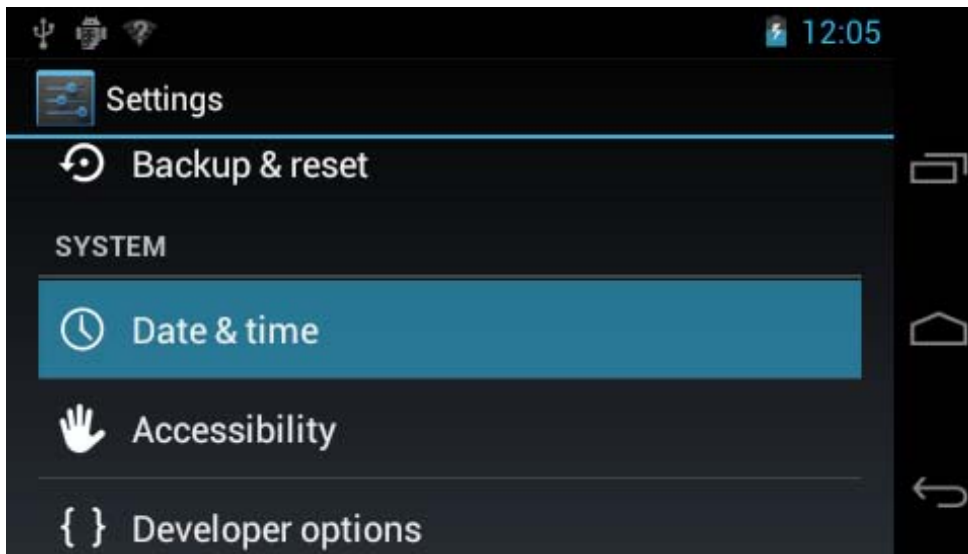 12:05
Settings
Backup & reset
SYSTEM
Date & time
Accessibility
{ } Developer options